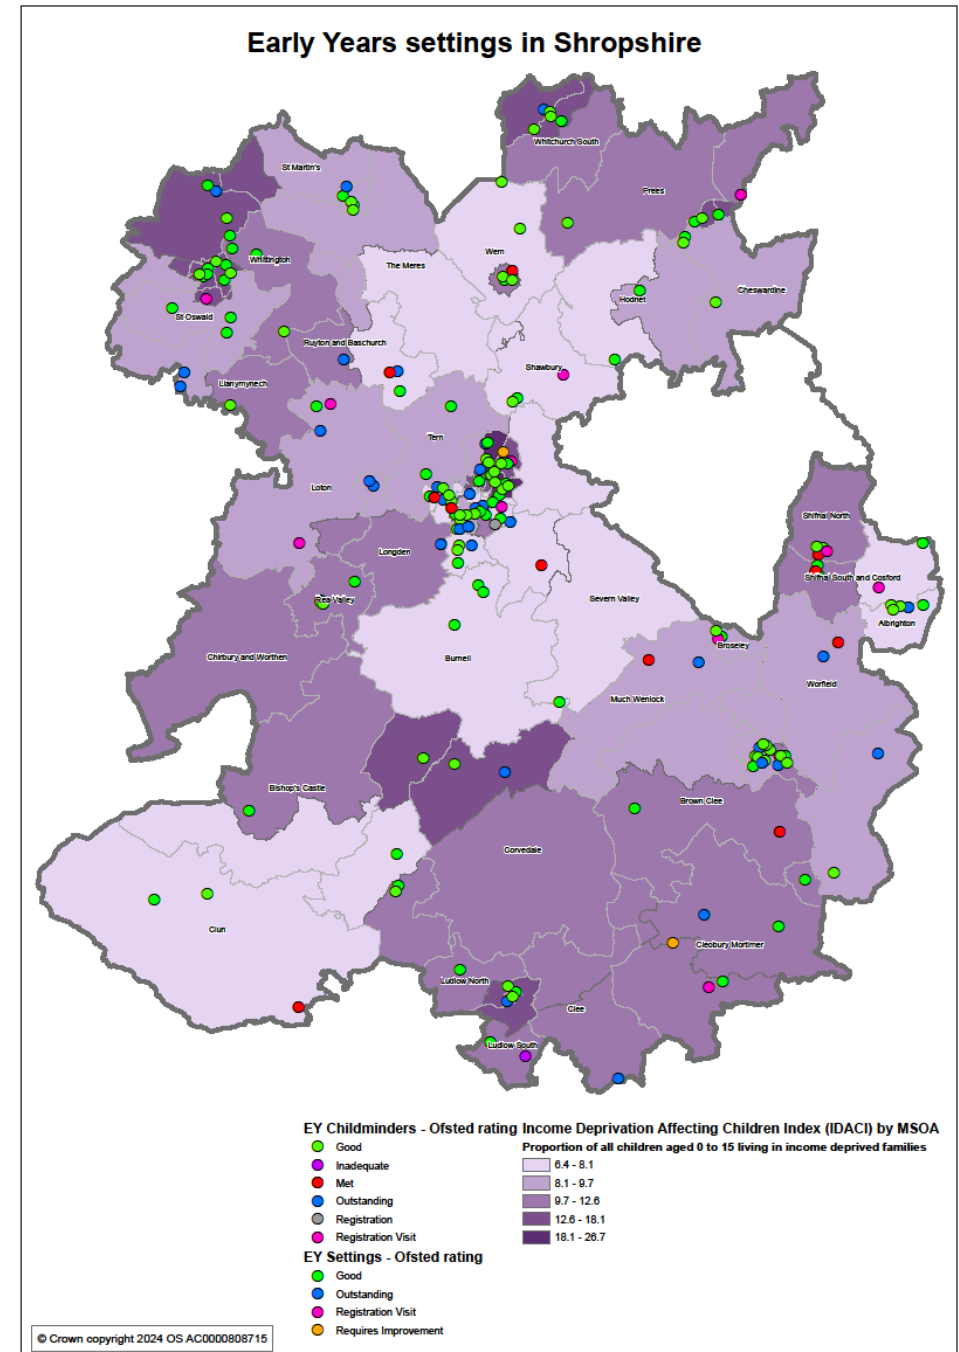 Early Years settings in Shropshire
Whitchurch South
St Martin's
Prees
Wern
Whittington
The Meres
Cheswardine
Hodnet
St Oswald
Ruyton and Baschurch
Shawbury
Llanymynech
Tern
Loton
Shifnal North
Longden
Shifnal South and Cosford
Severn Valley
Rea Valley
Albrighton
Broseley
Chirbury and Worthen
Burnell
Worfield
Much Wenlock
Bishop's Castle
Brown Clee
Corvedale
Clun
Cleobury Mortimer
Ludlow North
Clee
Ludlow South
EY Childminders - Ofsted rating
Good
Inadequate
Met
Outstanding
Registration
Registration Visit
EY Settings - Ofsted rating
Good
Outstanding
Registration Visit
Requires Improvement
Income Deprivation Affecting Children Index (IDACI) by MSOA
Proportion of all children aged 0 to 15 living in income deprived families
6.4 - 8.1
8.1 - 9.7
9.7 - 12.6
12.6 - 18.1
18.1 - 26.7
© Crown copyright 2024 OS AC0000808715